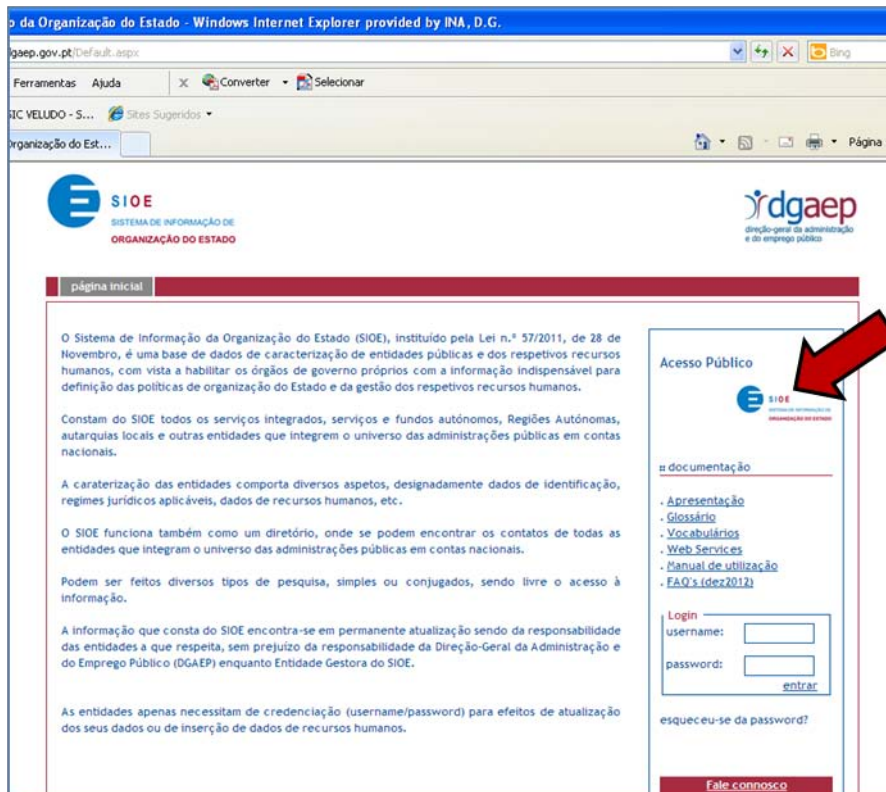 o da Organização do Estado - Windows Internet Explorer provided by INA, D.G.
dgaep.gov.pt/Default.aspx
Bing
Ferramentas Ajuda X Converter Selecionar
SIC VELUDO - S... Sites Sugeridos
Organização do Est...
Página
SIOE
SISTEMA DE INFORMAÇÃO DE
ORGANIZAÇÃO DO ESTADO
dgaep
direção-geral da administração
e do emprego público
página inicial
O Sistema de Informação da Organização do Estado (SIOE), instituído pela Lei n.º 57/2011, de 28 de
Novembro, é uma base de dados de caracterização de entidades públicas e dos respetivos recursos
humanos, com vista a habilitar os órgãos de governo próprios com a informação indispensável para
definição das políticas de organização do Estado e da gestão dos respetivos recursos humanos.
Constam do SIOE todos os serviços integrados, serviços e fundos autónomos, Regiões Autónomas,
autarquias locais e outras entidades que integrem o universo das administrações públicas em contas
nacionais.
A caraterização das entidades comporta diversos aspetos, designadamente dados de identificação,
regimes jurídicos aplicáveis, dados de recursos humanos, etc.
O SIOE funciona também como um diretório, onde se podem encontrar os contatos de todas as
entidades que integram o universo das administrações públicas em contas nacionais.
Podem ser feitos diversos tipos de pesquisa, simples ou conjugados, sendo livre o acesso à
informação.
A informação que consta do SIOE encontra-se em permanente atualização sendo da responsabilidade
das entidades a que respeita, sem prejuízo da responsabilidade da Direção-Geral da Administração e
do Emprego Público (DGAEP) enquanto Entidade Gestora do SIOE.
As entidades apenas necessitam de credenciação (username/password) para efeitos de atualização
dos seus dados ou de inserção de dados de recursos humanos.
Acesso Público
SIOE
SISTEMA DE INFORMAÇÃO DE
ORGANIZAÇÃO DO ESTADO
documentação
. Apresentação
. Glossário
. Vocabulários
. Web Services
. Manual de utilização
. FAQ's (dez2012)
Login
username:
password:
entrar
esqueceu-se da password?
Fale connosco